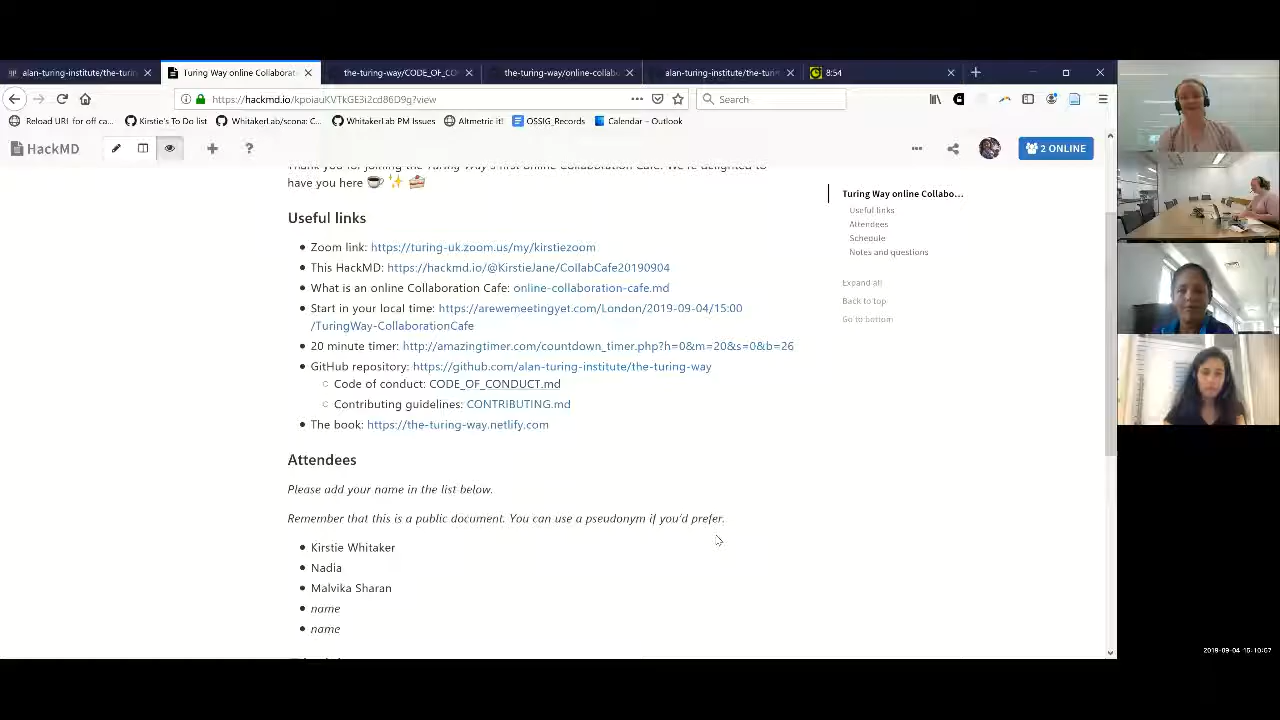 alan-turing-institute/the-turin
Turing Way online Collaborat
the-turing-way/CODE_OF_CO
the-turing-way/online-collab
alan-turing-institute/the-turin
8:54
https://hackmd.io/kpoiauKVTkGE3i2cd86D9g?view
Search
Reload URL for off ca...
Kirstie's To Do list
WhitakerLab/scona: C...
WhitakerLab PM Issues
Altmetric it!
OSSIG_Records
Calendar – Outlook
HackMD
2 ONLINE
Thank you for joining the Turing Way's first online Collaboration Cafe. We're delighted to
have you here
Useful links
Zoom link: https://turing-uk.zoom.us/my/kirstiezoom
This HackMD: https://hackmd.io/@KirstieJane/CollabCafe20190904
What is an online Collaboration Cafe: online-collaboration-cafe.md
Start in your local time: https://arewemeetingyet.com/London/2019-09-04/15:00
/TuringWay-CollaborationCafe
20 minute timer: http://amazingtimer.com/countdown_timer.php?h=0&m=20&s=0&b=26
GitHub repository: https://github.com/alan-turing-institute/the-turing-way
Code of conduct: CODE_OF_CONDUCT.md
Contributing guidelines: CONTRIBUTING.md
The book: https://the-turing-way.netlify.com
Attendees
Please add your name in the list below.
Remember that this is a public document. You can use a pseudonym if you'd prefer.
Kirstie Whitaker
Nadia
Malvika Sharan
name
name
Turing Way online Collabo...
Useful links
Attendees
Schedule
Notes and questions
Expand all
Back to top
Go to bottom
2019-09-04 15:10:07